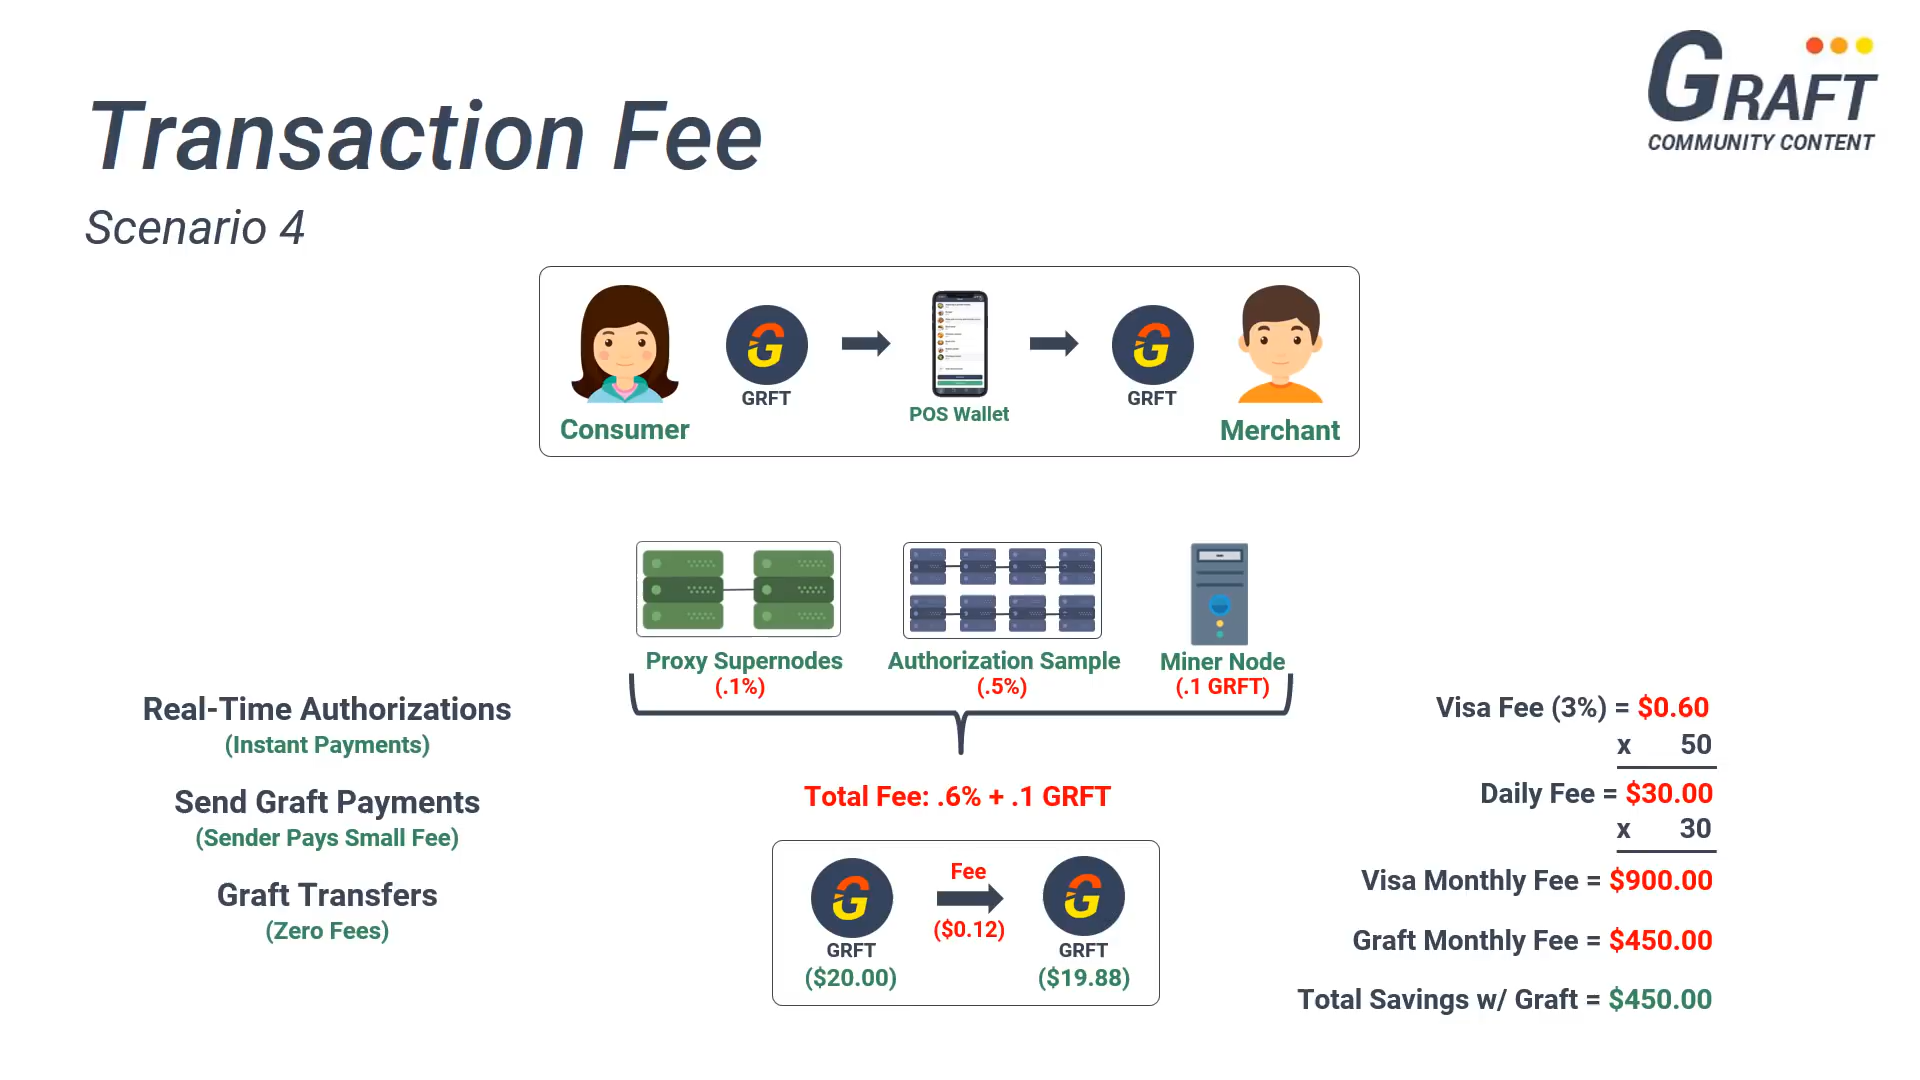 GRAFT
COMMUNITY CONTENT
Transaction Fee
Scenario 4
GRFT
POS Wallet
GRFT
Consumer
Merchant
Proxy Supernodes
(.1%)
Authorization Sample
(.5%)
Miner Node
(.1 GRFT)
Real-Time Authorizations
(Instant Payments)
Send Graft Payments
(Sender Pays Small Fee)
Graft Transfers
(Zero Fees)
Total Fee: .6% + .1 GRFT
GRFT
($20.00)
Fee
($0.12)
GRFT
($19.88)
Visa Fee (3%) = $0.60
x 50
Daily Fee = $30.00
x 30
Visa Monthly Fee = $900.00
Graft Monthly Fee = $450.00
Total Savings w/ Graft = $450.00